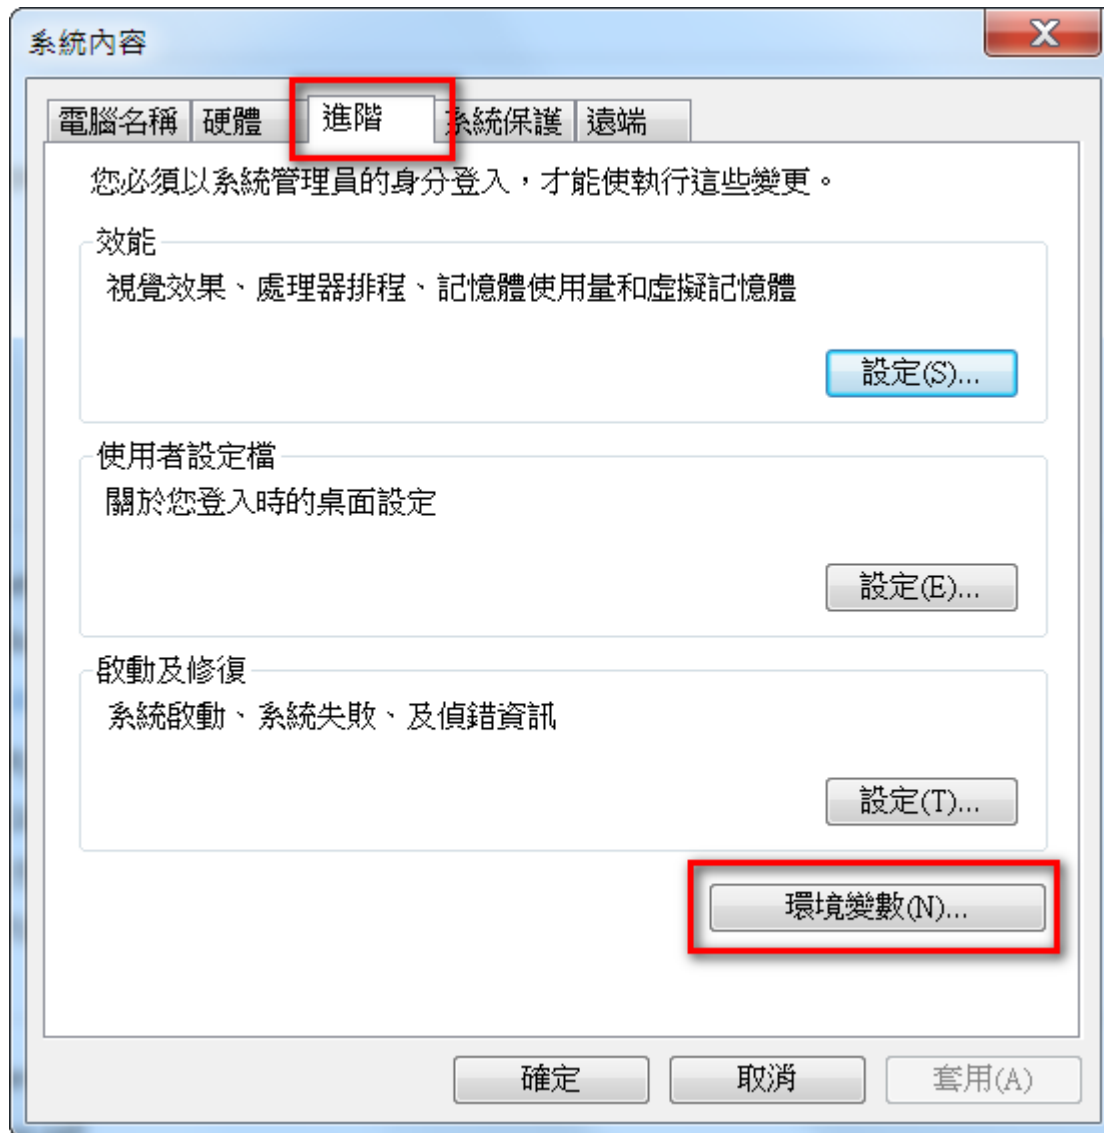 系統內容
電腦名稱 硬體 進階 系統保護 遠端
您必須以系統管理員的身分登入，才能使執行這些變更。
效能
視覺效果、處理器排程、記憶體使用量和虛擬記憶體
設定(S)...
使用者設定檔
關於您登入時的桌面設定
設定(E)...
啟動及修復
系統啟動、系統失敗、及偵錯資訊
設定(T)...
環境變數(N)...
確定 取消 套用(A)